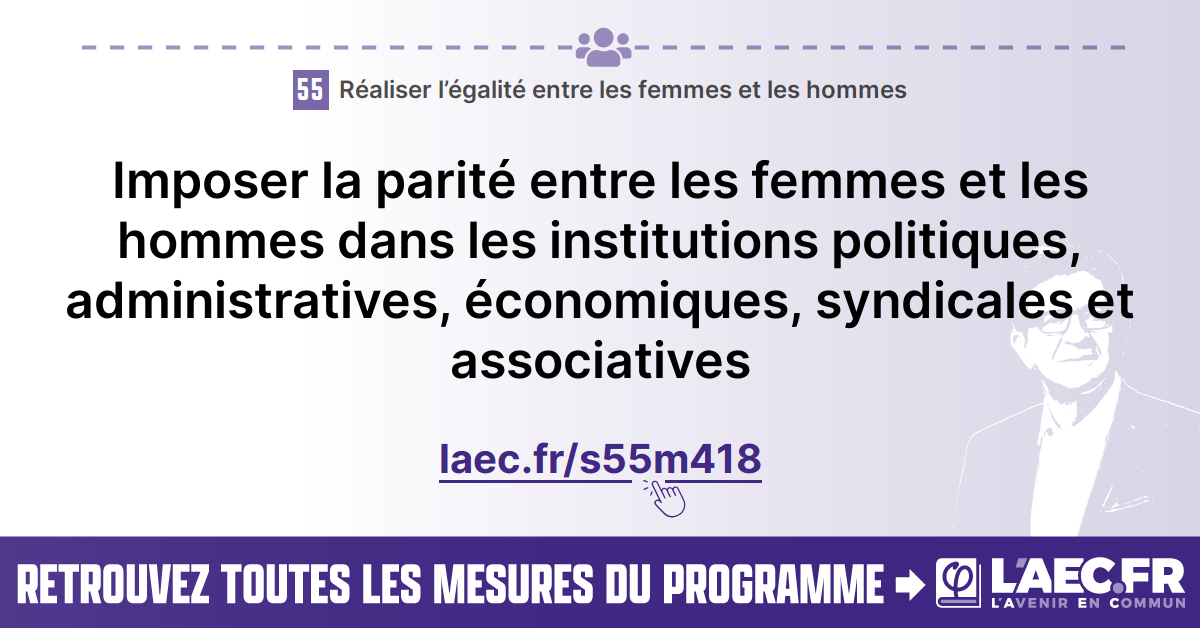 55 Réaliser l’égalité entre les femmes et les hommes
Imposer la parité entre les femmes et les
hommes dans les institutions politiques,
administratives, économiques, syndicales et
associatives
laec.fr/s55m418
RETROUVEZ TOUTES LES MESURES DU PROGRAMME
φ L'AEC.FR
L'AVENIR EN COMMUN